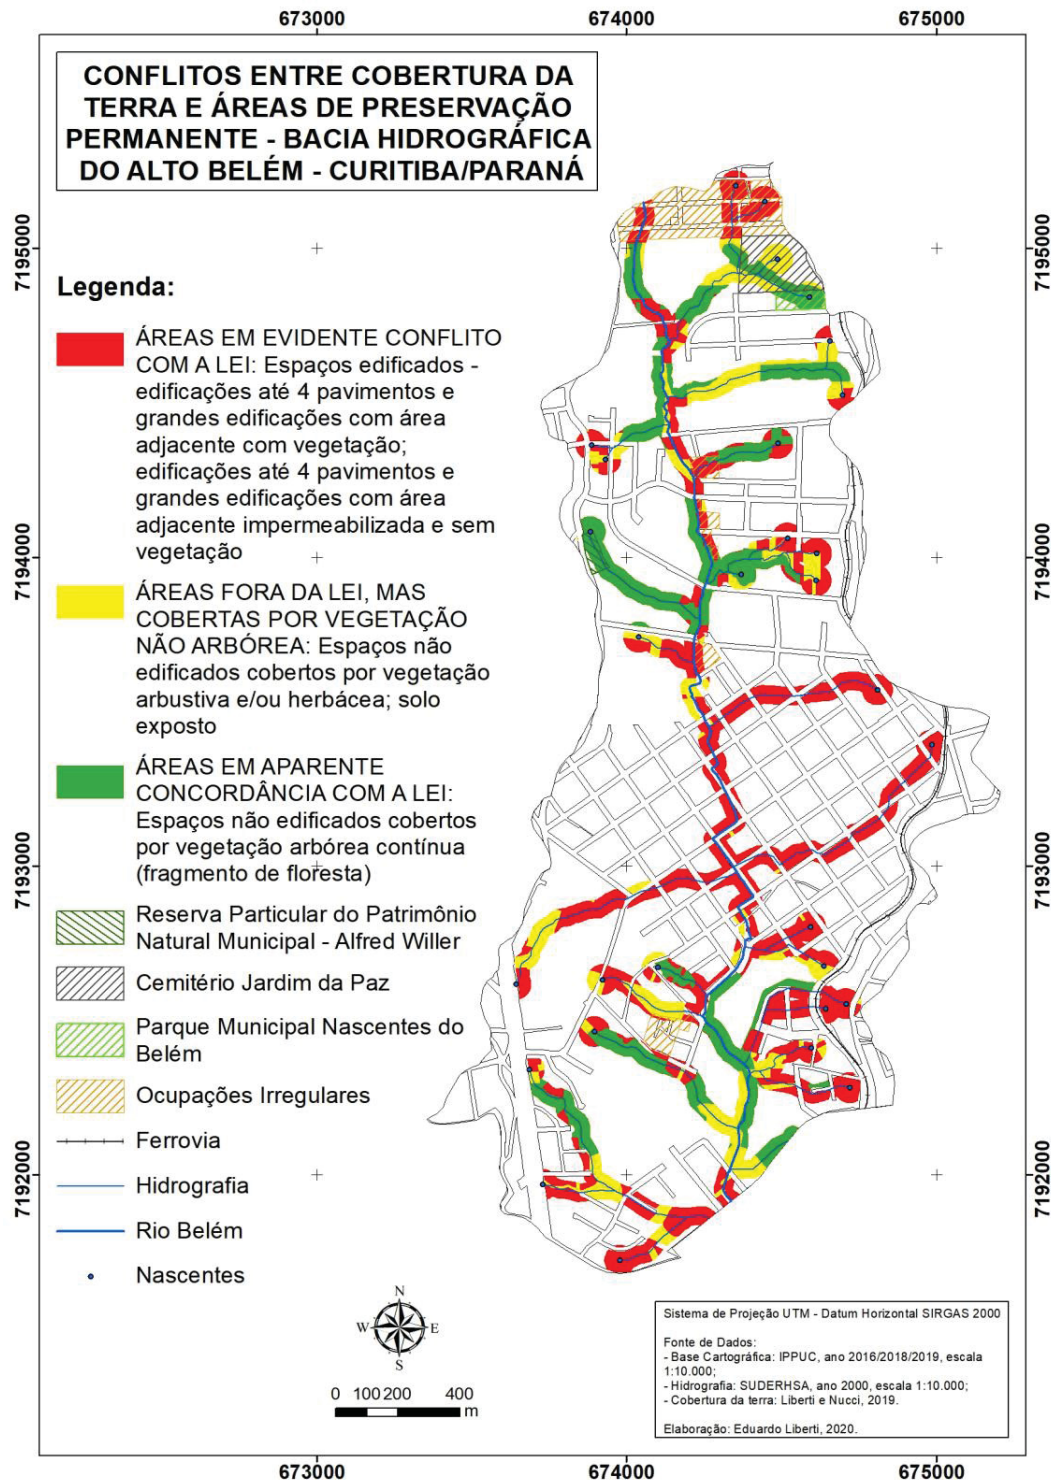 673000
674000
675000
CONFLITOS ENTRE COBERTURA DA
TERRA E ÁREAS DE PRESERVAÇÃO
PERMANENTE - BACIA HIDROGRÁFICA
DO ALTO BELÉM - CURITIBA/PARANÁ
7195000
7195000
Legenda:
ÁREAS EM EVIDENTE CONFLITO
COM A LEI: Espaços edificados -
edificações até 4 pavimentos e
grandes edificações com área
adjacente com vegetação;
edificações até 4 pavimentos e
grandes edificações com área
adjacente impermeabilizada e sem
vegetação
7194000
7194000
ÁREAS FORA DA LEI, MAS
COBERTAS POR VEGETAÇÃO
NÃO ARBÓREA: Espaços não
edificados cobertos por vegetação
arbustiva e/ou herbácea; solo
exposto
ÁREAS EM APARENTE
CONCORDÂNCIA COM A LEI:
Espaços não edificados cobertos
por vegetação arbórea contínua
(fragmento de floresta)
7193000
7193000
Reserva Particular do Patrimônio
Natural Municipal - Alfred Willer
Cemitério Jardim da Paz
Parque Municipal Nascentes do
Belém
Ocupações Irregulares
Ferrovia
7192000
7192000
Hidrografia
Rio Belém
Nascentes
N
W
E
S
0 100 200 400
m
Sistema de Projeção UTM - Datum Horizontal SIRGAS 2000
Fonte de Dados:
- Base Cartográfica: IPPUC, ano 2016/2018/2019, escala
1:10.000;
- Hidrografia: SUDERHSA, ano 2000, escala 1:10.000;
- Cobertura da terra: Liberti e Nucci, 2019.
Elaboração: Eduardo Liberti, 2020.
673000
674000
675000